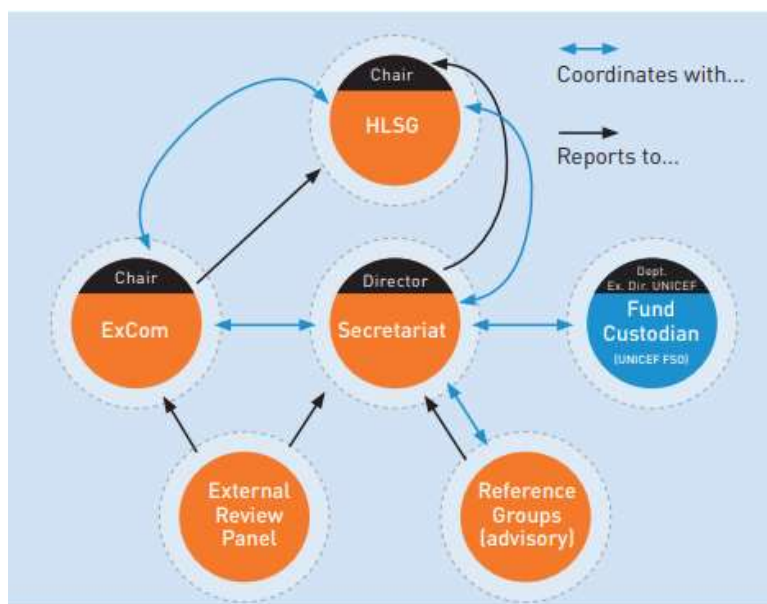 Chair
HLSG
Coordinates with...
Reports to...
Chair
ExCom
Director
Secretariat
Dept.
Ex. Dir. UNICEF
Fund
Custodian
(UNICEF FSO)
External
Review
Panel
Reference
Groups
(advisory)